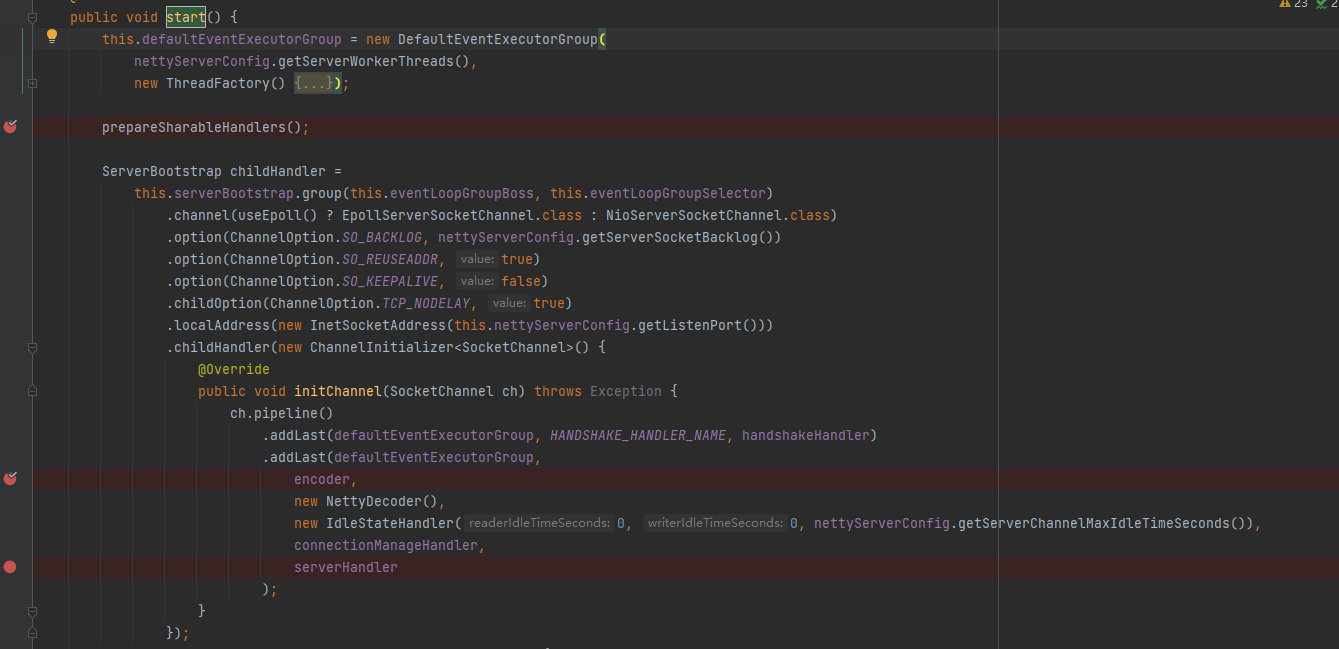 23 2
public void start() {
this.defaultEventExecutorGroup = new DefaultEventExecutorGroup(
nettyServerConfig.getServerWorkerThreads(),
new ThreadFactory() {...});
prepareSharableHandlers();
ServerBootstrap childHandler =
this.serverBootstrap.group(this.eventLoopGroupBoss, this.eventLoopGroupSelector)
.channel(useEpoll() ? EpollServerSocketChannel.class : NioServerSocketChannel.class)
.option(ChannelOption.SO_BACKLOG, nettyServerConfig.getServerSocketBacklog())
.option(ChannelOption.SO_REUSEADDR, value: true)
.option(ChannelOption.SO_KEEPALIVE, value: false)
.childOption(ChannelOption.TCP_NODELAY, value: true)
.localAddress(new InetSocketAddress(this.nettyServerConfig.getListenPort()))
.childHandler(new ChannelInitializer<SocketChannel>() {
@Override
public void initChannel(SocketChannel ch) throws Exception {
ch.pipeline()
.addLast(defaultEventExecutorGroup, HANDSHAKE_HANDLER_NAME, handshakeHandler)
.addLast(defaultEventExecutorGroup,
encoder,
new NettyDecoder(),
new IdleStateHandler( readerIdleTimeSeconds: 0, writerIdleTimeSeconds: 0, nettyServerConfig.getServerChannelMaxIdleTimeSeconds()),
connectionManageHandler,
serverHandler
);
}
});